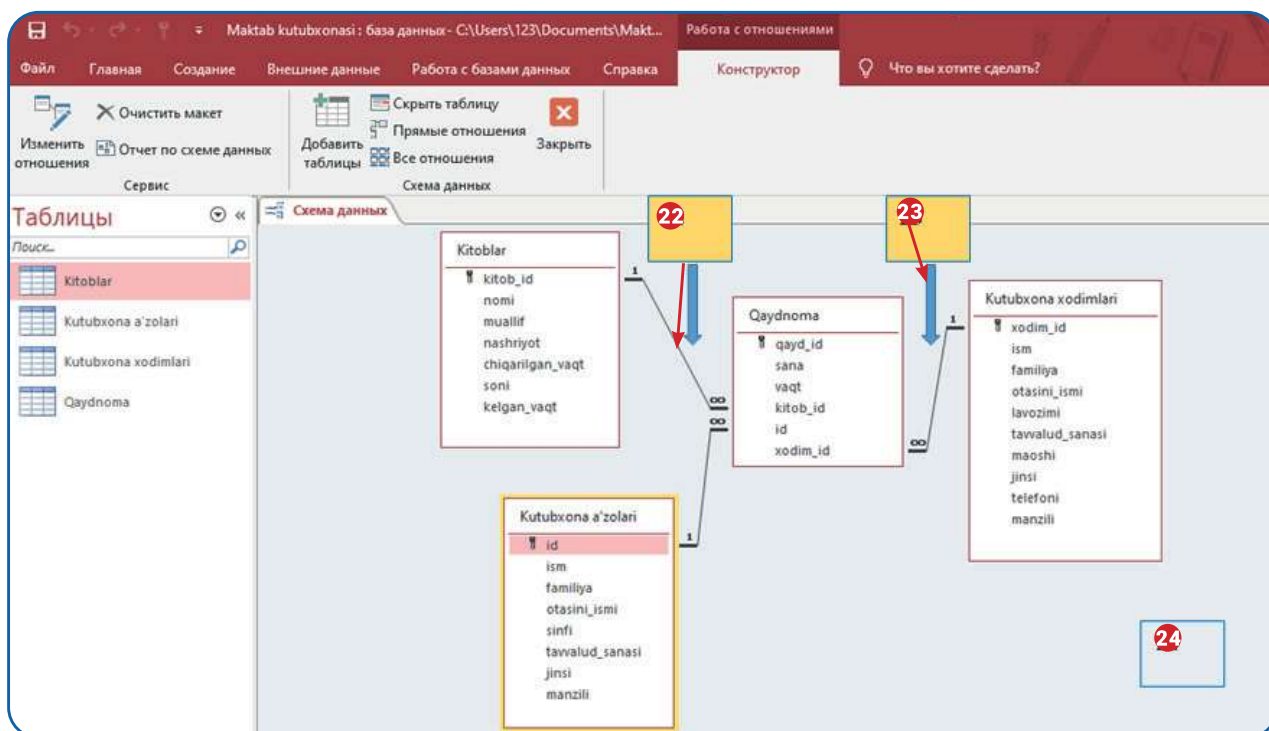 Maktab kutubxonasi : база данных - C:\Users\123\Documents\Makt...
Работа с отношениями
Файл
Главная
Создание
Внешние данные
Работа с базами данных
Справка
Конструктор
Что вы хотите сделать?
Изменить отношения
Очистить макет
Отчет по схеме данных
Сервис
Добавить таблицы
Скрыть таблицу
Прямые отношения
Все отношения
Закрыть
Схема данных
Таблицы
Поиск...
Kitoblar
Kutubxona a'zolari
Kutubxona xodimlari
Qaydnoma
Схема данных
22
23
Kitoblar
kitob_id
nomi
muallif
nashriyot
chiqarilgan_vaqt
soni
kelgan_vaqt
1
∞
Qaydnoma
qayd_id
sana
vaqt
kitob_id
id
xodim_id
∞
∞
1
Kutubxona xodimlari
xodim_id
ism
familiya
otasini_ismi
lavozimi
tavvalud_sanasi
maoshi
jinsi
telefoni
manzili
Kutubxona a'zolari
id
ism
familiya
otasini_ismi
sinfi
tavvalud_sanasi
jinsi
manzili
1
24